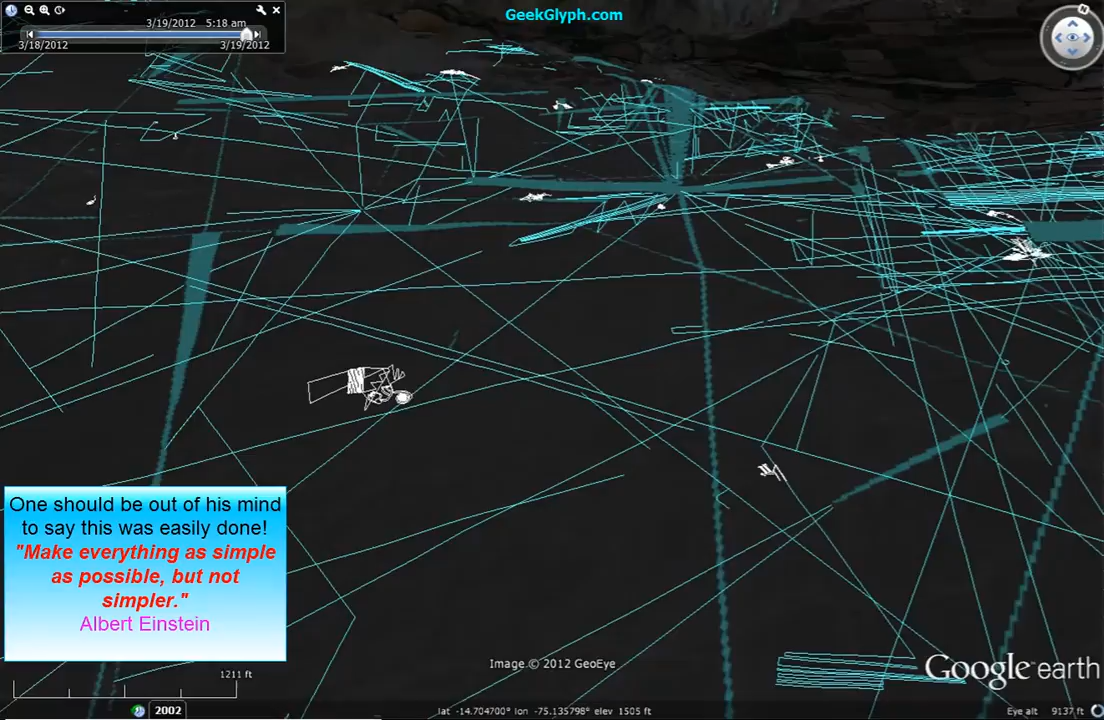 GeekGlyph.com
3/19/2012 5:18 am
3/18/2012
3/19/2012
One should be out of his mind
to say this was easily done!
"Make everything as simple
as possible, but not
simpler."
Albert Einstein
1211 ft
Image © 2012 GeoEye
Google earth
2002
lat -14.704700° lon -75.135798° elev 1505 ft
Eye alt 9137 ft